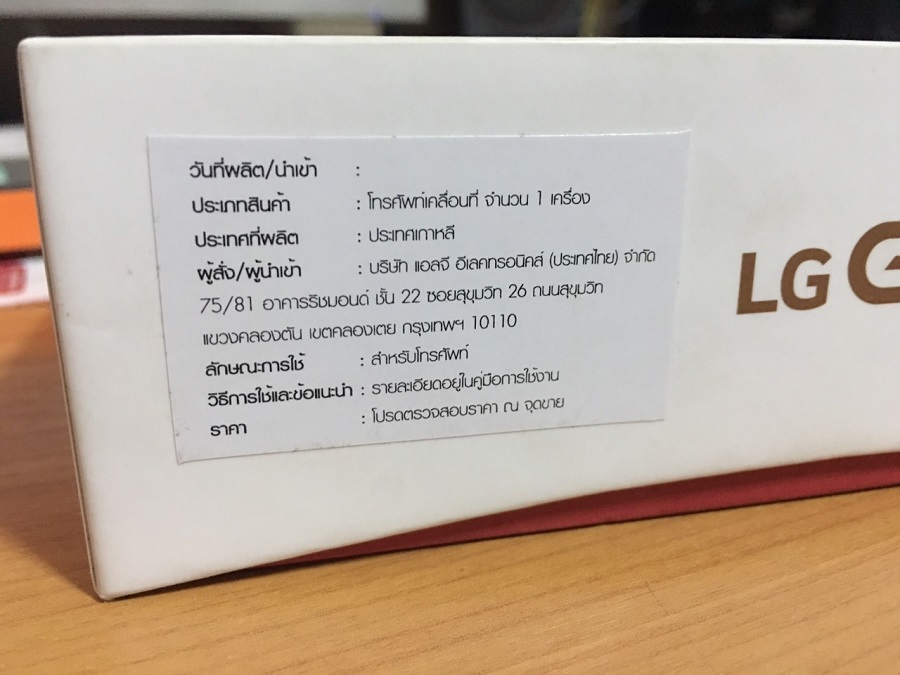 วันที่ผลิต/นำเข้า :
ประเภทสินค้า : โทรศัพท์เคลื่อนที่ จำนวน 1 เครื่อง
ประเทศที่ผลิต : ประเทศเกาหลี
ผู้สั่ง/ผู้นำเข้า : บริษัท แอลจี อีเลคทรอนิคส์ (ประเทศไทย) จำกัด
75/81 อาคารริชมอนด์ ชั้น 22 ซอยสุขุมวิท 26 ถนนสุขุมวิท
แขวงคลองตัน เขตคลองเตย กรุงเทพฯ 10110
ลักษณะการใช้ : สำหรับโทรศัพท์
วิธีการใช้และข้อแนะนำ : รายละเอียดอยู่ในคู่มือการใช้งาน
ราคา : โปรดตรวจสอบราคา ณ จุดขาย
LG G